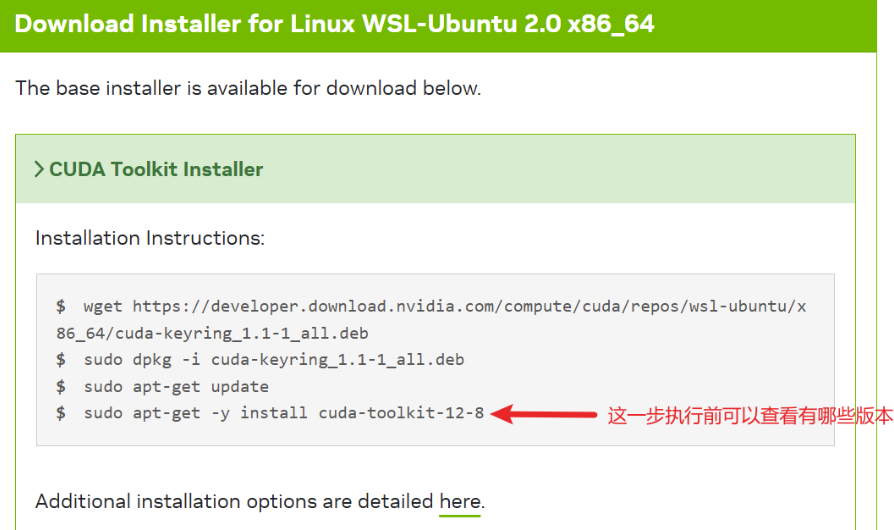 Download Installer for Linux WSL-Ubuntu 2.0 x86_64
The base installer is available for download below.
CUDA Toolkit Installer
Installation Instructions:
$ wget https://developer.download.nvidia.com/compute/cuda/repos/wsl-ubuntu/x
86_64/cuda-keyring_1.1-1_all.deb
$ sudo dpkg -i cuda-keyring_1.1-1_all.deb
$ sudo apt-get update
$ sudo apt-get -y install cuda-toolkit-12-8 这一步执行前可以查看有哪些版本
Additional installation options are detailed here.